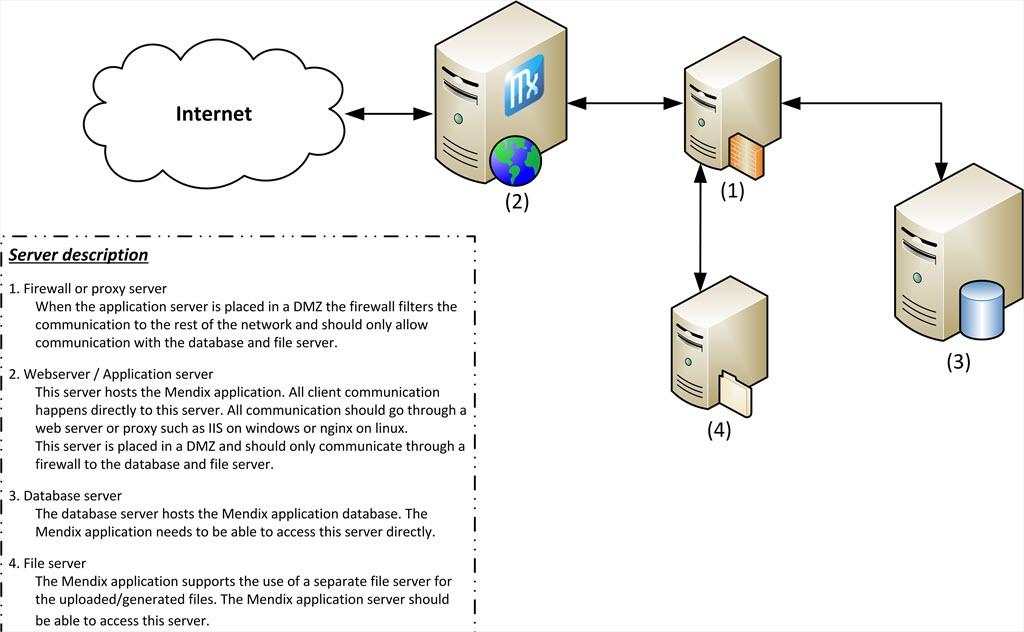 Internet
Mx
(2)
(1)
(3)
(4)
Server description
1. Firewall or proxy server
When the application server is placed in a DMZ the firewall filters the
communication to the rest of the network and should only allow
communication with the database and file server.
2. Webserver / Application server
This server hosts the Mendix application. All client communication
happens directly to this server. All communication should go through a
web server or proxy such as IIS on windows or nginx on linux.
This server is placed in a DMZ and should only communicate through a
firewall to the database and file server.
3. Database server
The database server hosts the Mendix application database. The
Mendix application needs to be able to access this server directly.
4. File server
The Mendix application supports the use of a separate file server for
the uploaded/generated files. The Mendix application server should
be able to access this server.